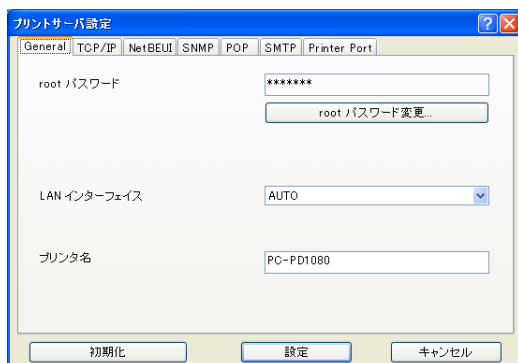 プリントサーバ設定
General TCP/IP NetBEUI SNMP POP SMTP Printer Port
root パスワード *******
root パスワード変更...
LAN インターフェイス AUTO
プリンタ名 PC-PD1080
初期化 設定 キャンセル